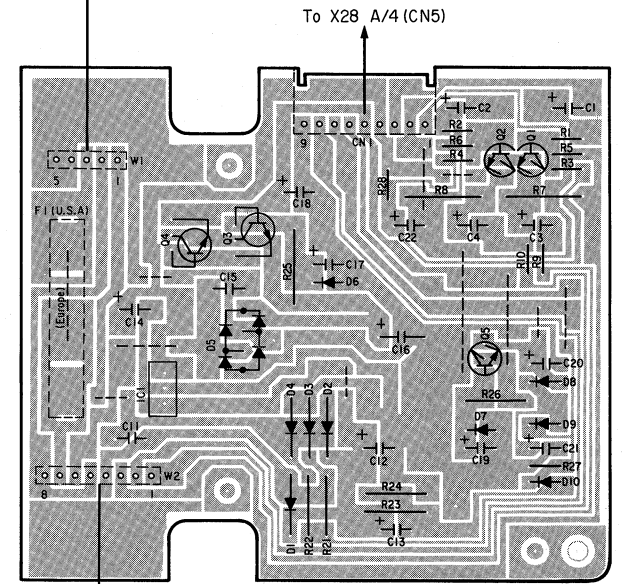 To X28 A/4 (CN5)
9
CN1
C2
C1
R2
R6
R4
Q2
Q1
R1
R5
R3
W1
5
1
R28
R8
R7
C18
F1 (U.S.A)
Q4
Q3
C22
C4
C3
R25
C17
D6
R10
R9
(Europe)
C15
C14
D5
C16
Q5
C20
D8
IC1
D4
D3
D2
R26
D7
D9
C11
C12
C19
C21
R27
D10
W2
8
1
R24
R23
C13
D1
R22
R21